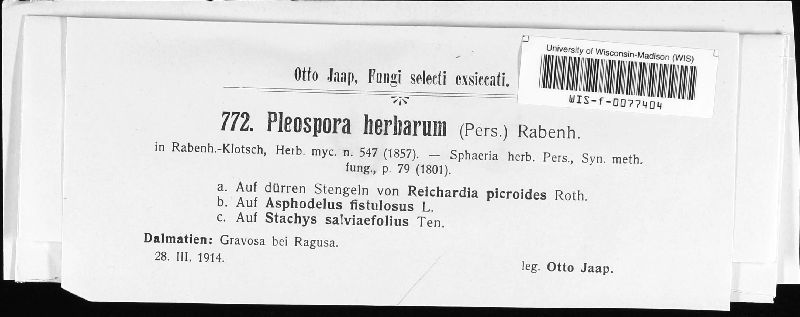 University of Wisconsin-Madison (WIS)
WIS-f-0077404
Otto Jaap, Fungi selecti exsiccati.
772. Pleospora herbarum (Pers.) Rabenh.
in Rabenh.-Klotsch, Herb. myc. n. 547 (1857). — Sphaeria herb. Pers., Syn. meth.
fung., p. 79 (1801).
a. Auf dürren Stengeln von Reichardia picroides Roth.
b. Auf Asphodelus fistulosus L.
c. Auf Stachys salviaefolius Ten.
Dalmatien: Gravosa bei Ragusa.
28. III. 1914.
leg. Otto Jaap.